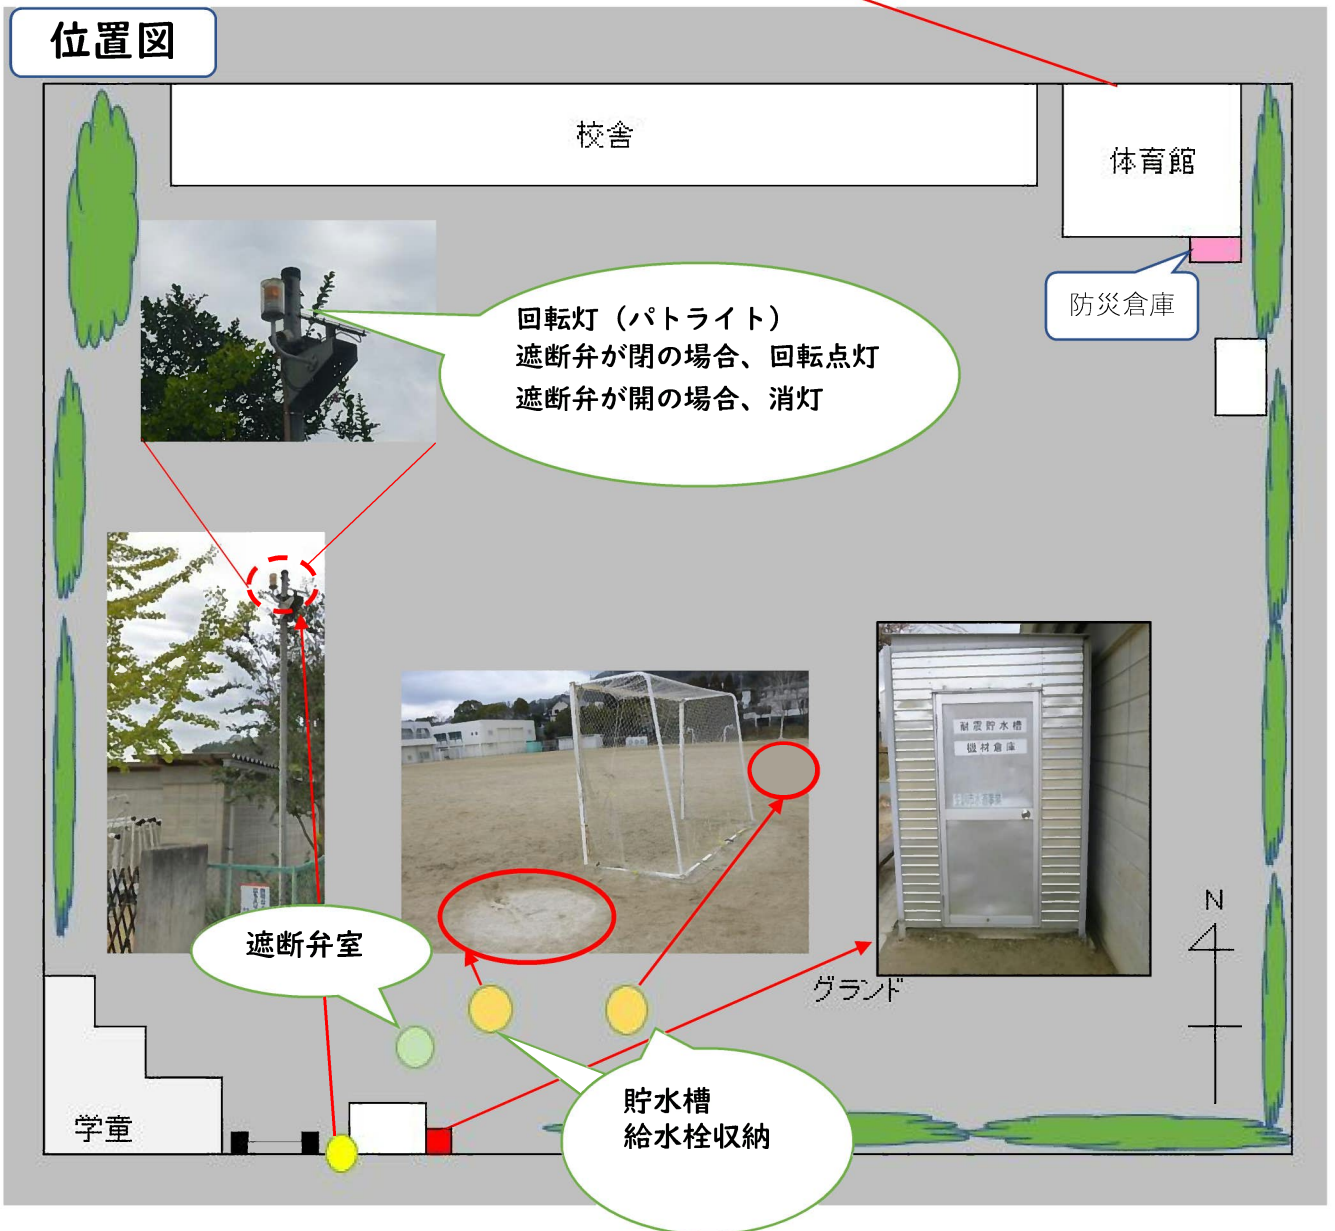 位置図
校舎
体育館
防災倉庫
回転灯（パトライト）
遮断弁が閉の場合、回転点灯
遮断弁が開の場合、消灯
耐震貯水槽
機材倉庫
遮断弁室
グランド
N
貯水槽
給水栓収納
学童